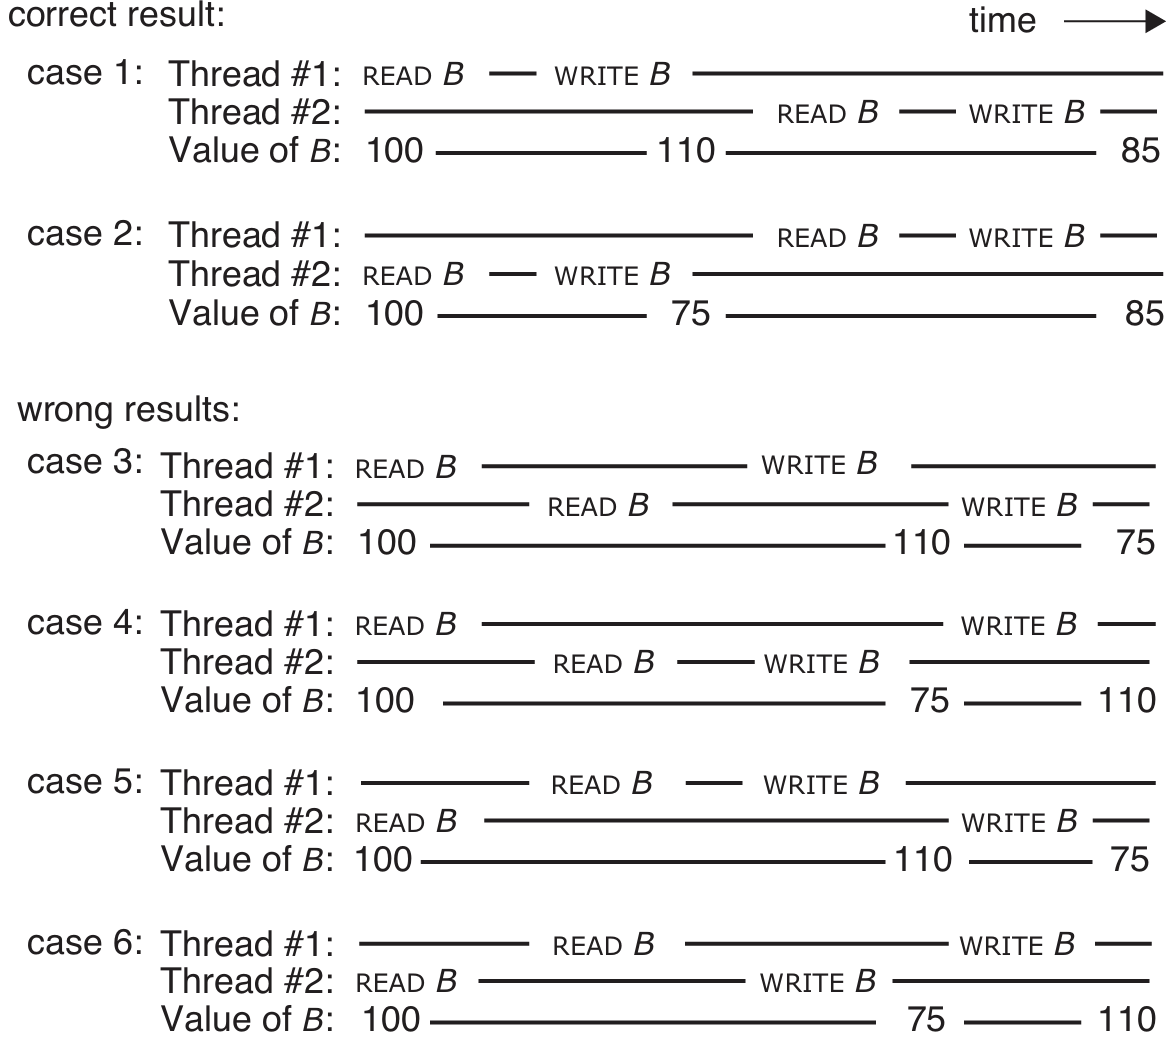 correct result: time
case 1: Thread #1: READ B WRITE B
Thread #2: READ B WRITE B
Value of B: 100 110 85
case 2: Thread #1: READ B WRITE B
Thread #2: READ B WRITE B
Value of B: 100 75 85
wrong results:
case 3: Thread #1: READ B WRITE B
Thread #2: READ B WRITE B
Value of B: 100 110 75
case 4: Thread #1: READ B WRITE B
Thread #2: READ B WRITE B
Value of B: 100 75 110
case 5: Thread #1: READ B WRITE B
Thread #2: READ B WRITE B
Value of B: 100 110 75
case 6: Thread #1: READ B WRITE B
Thread #2: READ B WRITE B
Value of B: 100 75 110